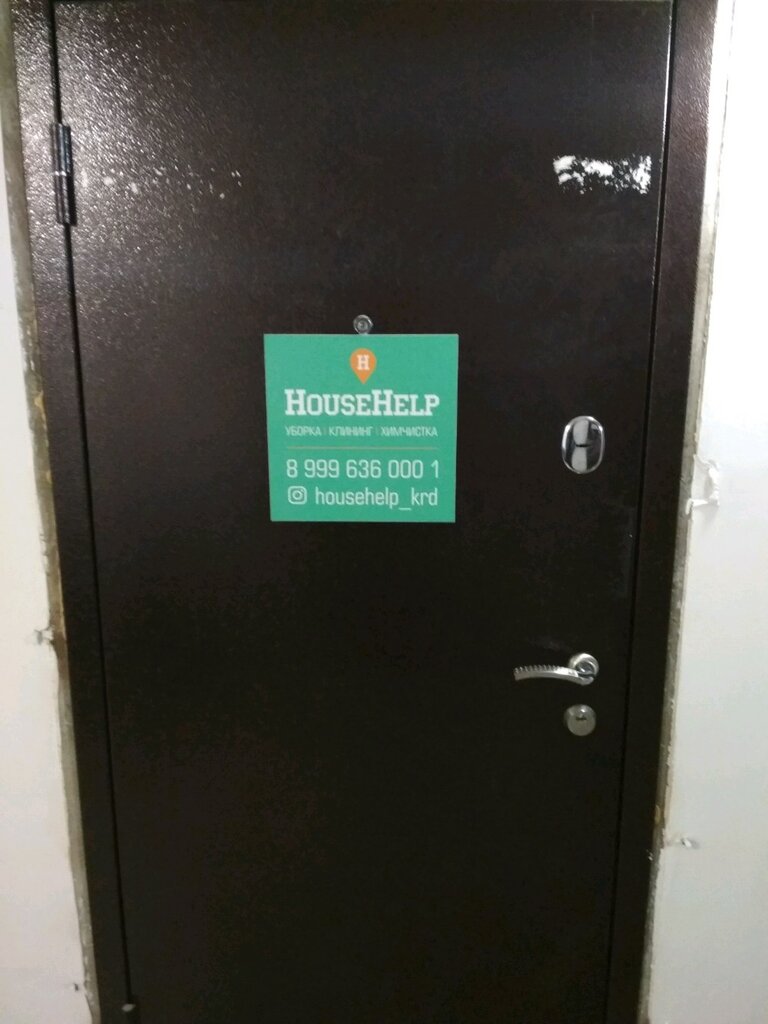 H
HOUSEHELP
УБОРКА | КЛИНИНГ | ХИМЧИСТКА
8 999 636 000 1
househelp_krd